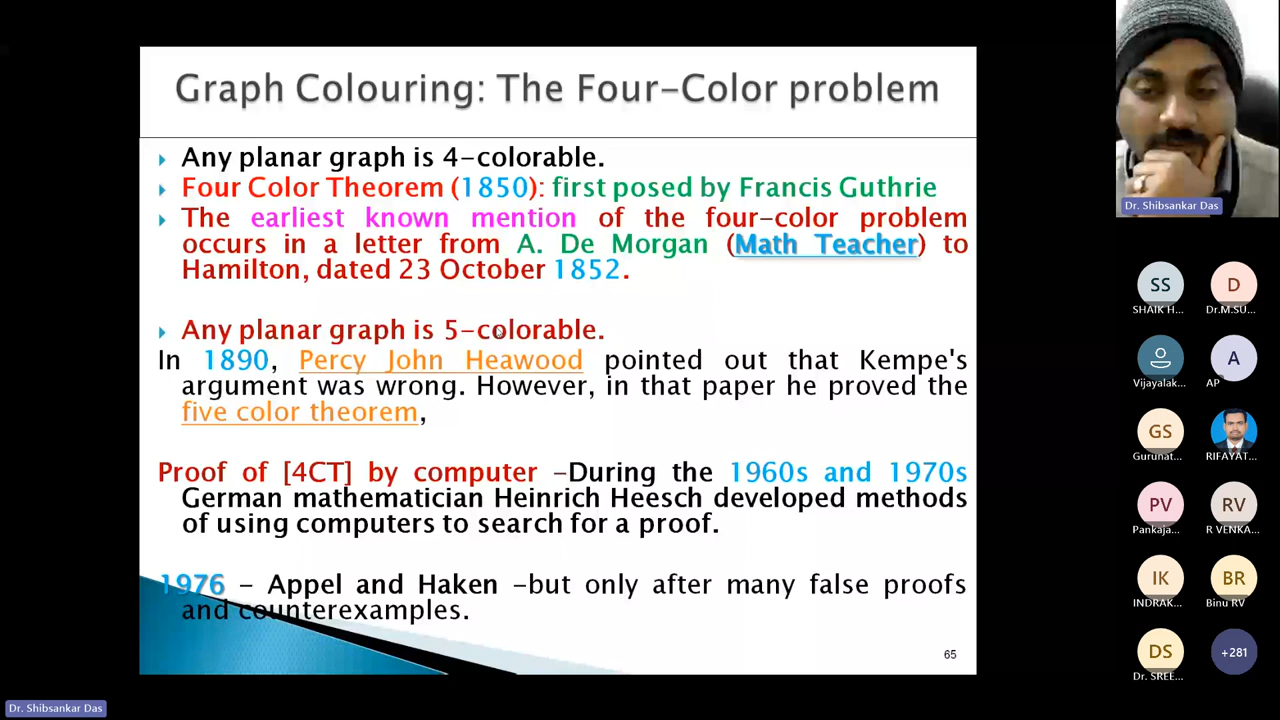 Graph Colouring: The Four-Color problem
Any planar graph is 4-colorable.
Four Color Theorem (1850): first posed by Francis Guthrie
The earliest known mention of the four-color problem
occurs in a letter from A. De Morgan (Math Teacher) to
Hamilton, dated 23 October 1852.
Any planar graph is 5-colorable.
In 1890, Percy John Heawood pointed out that Kempe's
argument was wrong. However, in that paper he proved the
five color theorem,
Proof of [4CT] by computer -During the 1960s and 1970s
German mathematician Heinrich Heesch developed methods
of using computers to search for a proof.
1976 - Appel and Haken -but only after many false proofs
and counterexamples.
65
Dr. Shibsankar Das
SS
D
SHAIK H...
Dr.M.SU...
A
Vijayalak...
AP
GS
Gurunat...
RIFAYAT...
PV
RV
Pankaja...
R VENKA...
IK
BR
INDRAK...
Binu RV
DS
+281
Dr. SREE...
Dr. Shibsankar Das